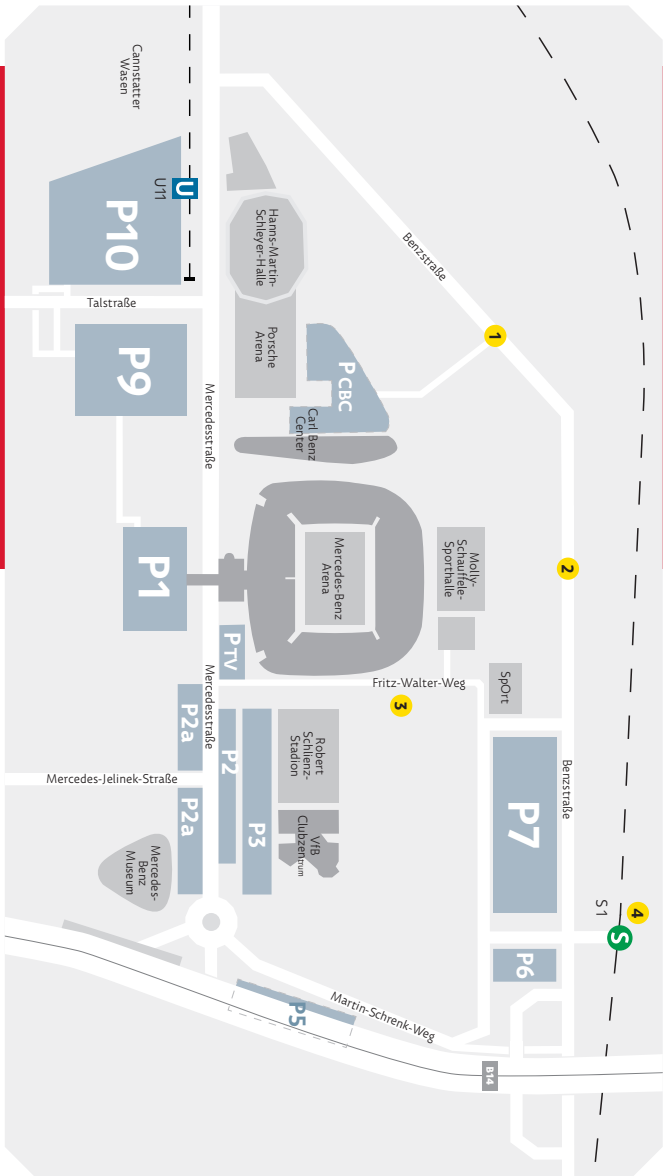 Cannstatter
Wasen
U
U11
P10
Hanns-Martin-
Schleyer-Halle
Benzstraße
Talstraße
1
P9
Porsche
Arena
P CBC
Mercedesstraße
Carl Benz
Center
P1
Mercedes-Benz
Arena
Molly-
Schauffele-
Sporthalle
2
P TV
Mercedesstraße
Fritz-Walter-Weg
3
SpOrt
P2a
P2
Robert
Schlienz-
Stadion
Benzstraße
Mercedes-Jelinek-Straße
P2a
P3
VfB
Clubzentrum
P7
Mercedes-
Benz
Museum
S1
4
S
P6
P5
Martin-Schrenk-Weg
B14